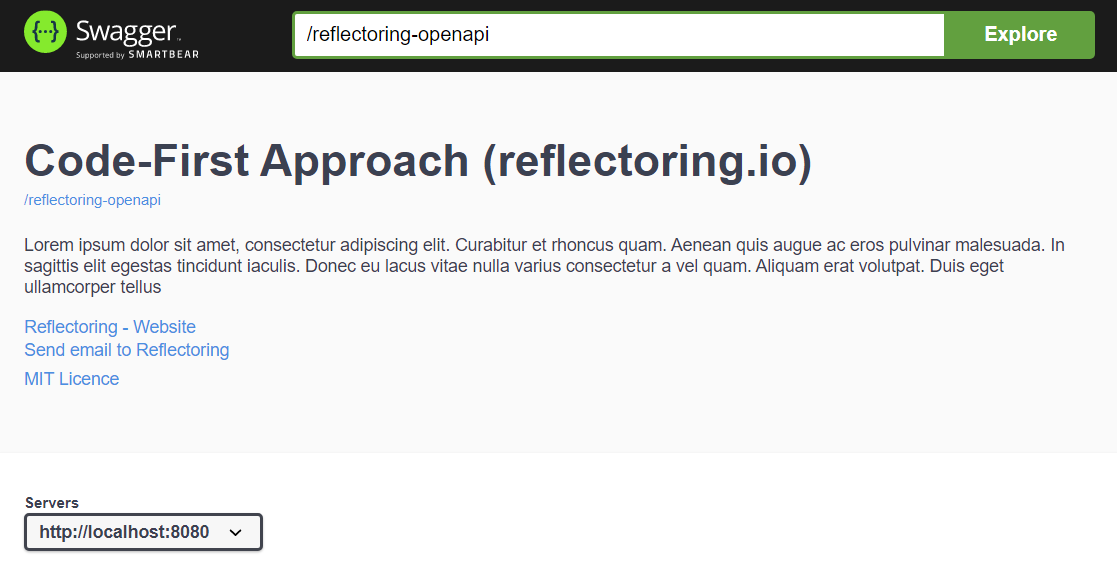 Swagger™
Supported by SMARTBEAR
/reflectoring-openapi
Explore
Code-First Approach (reflectoring.io)
/reflectoring-openapi
Lorem ipsum dolor sit amet, consectetur adipiscing elit. Curabitur et rhoncus quam. Aenean quis augue ac eros pulvinar malesuada. In
sagittis elit egestas tincidunt iaculis. Donec eu lacus vitae nulla varius consectetur a vel quam. Aliquam erat volutpat. Duis eget
ullamcorper tellus
Reflectoring - Website
Send email to Reflectoring
MIT Licence
Servers
http://localhost:8080